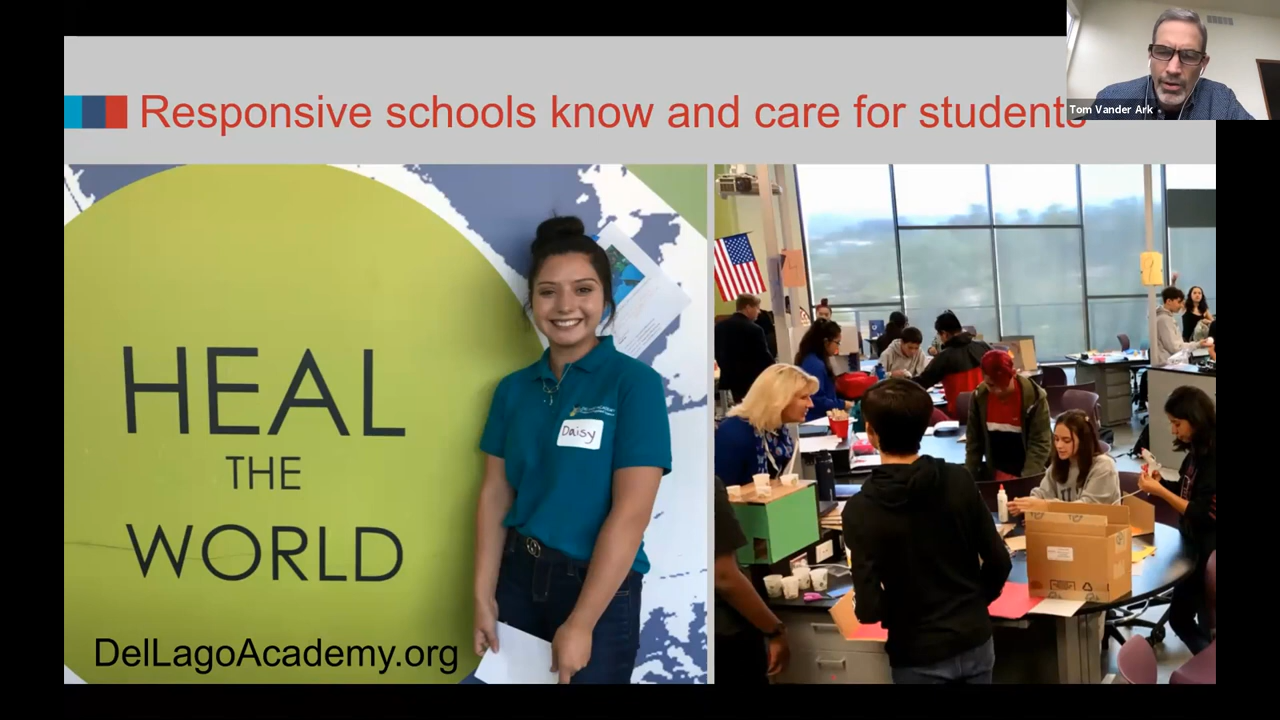 Responsive schools know and care for students
Tom Vander Ark
HEAL
THE
WORLD
Daisy
DelLagoAcademy.org